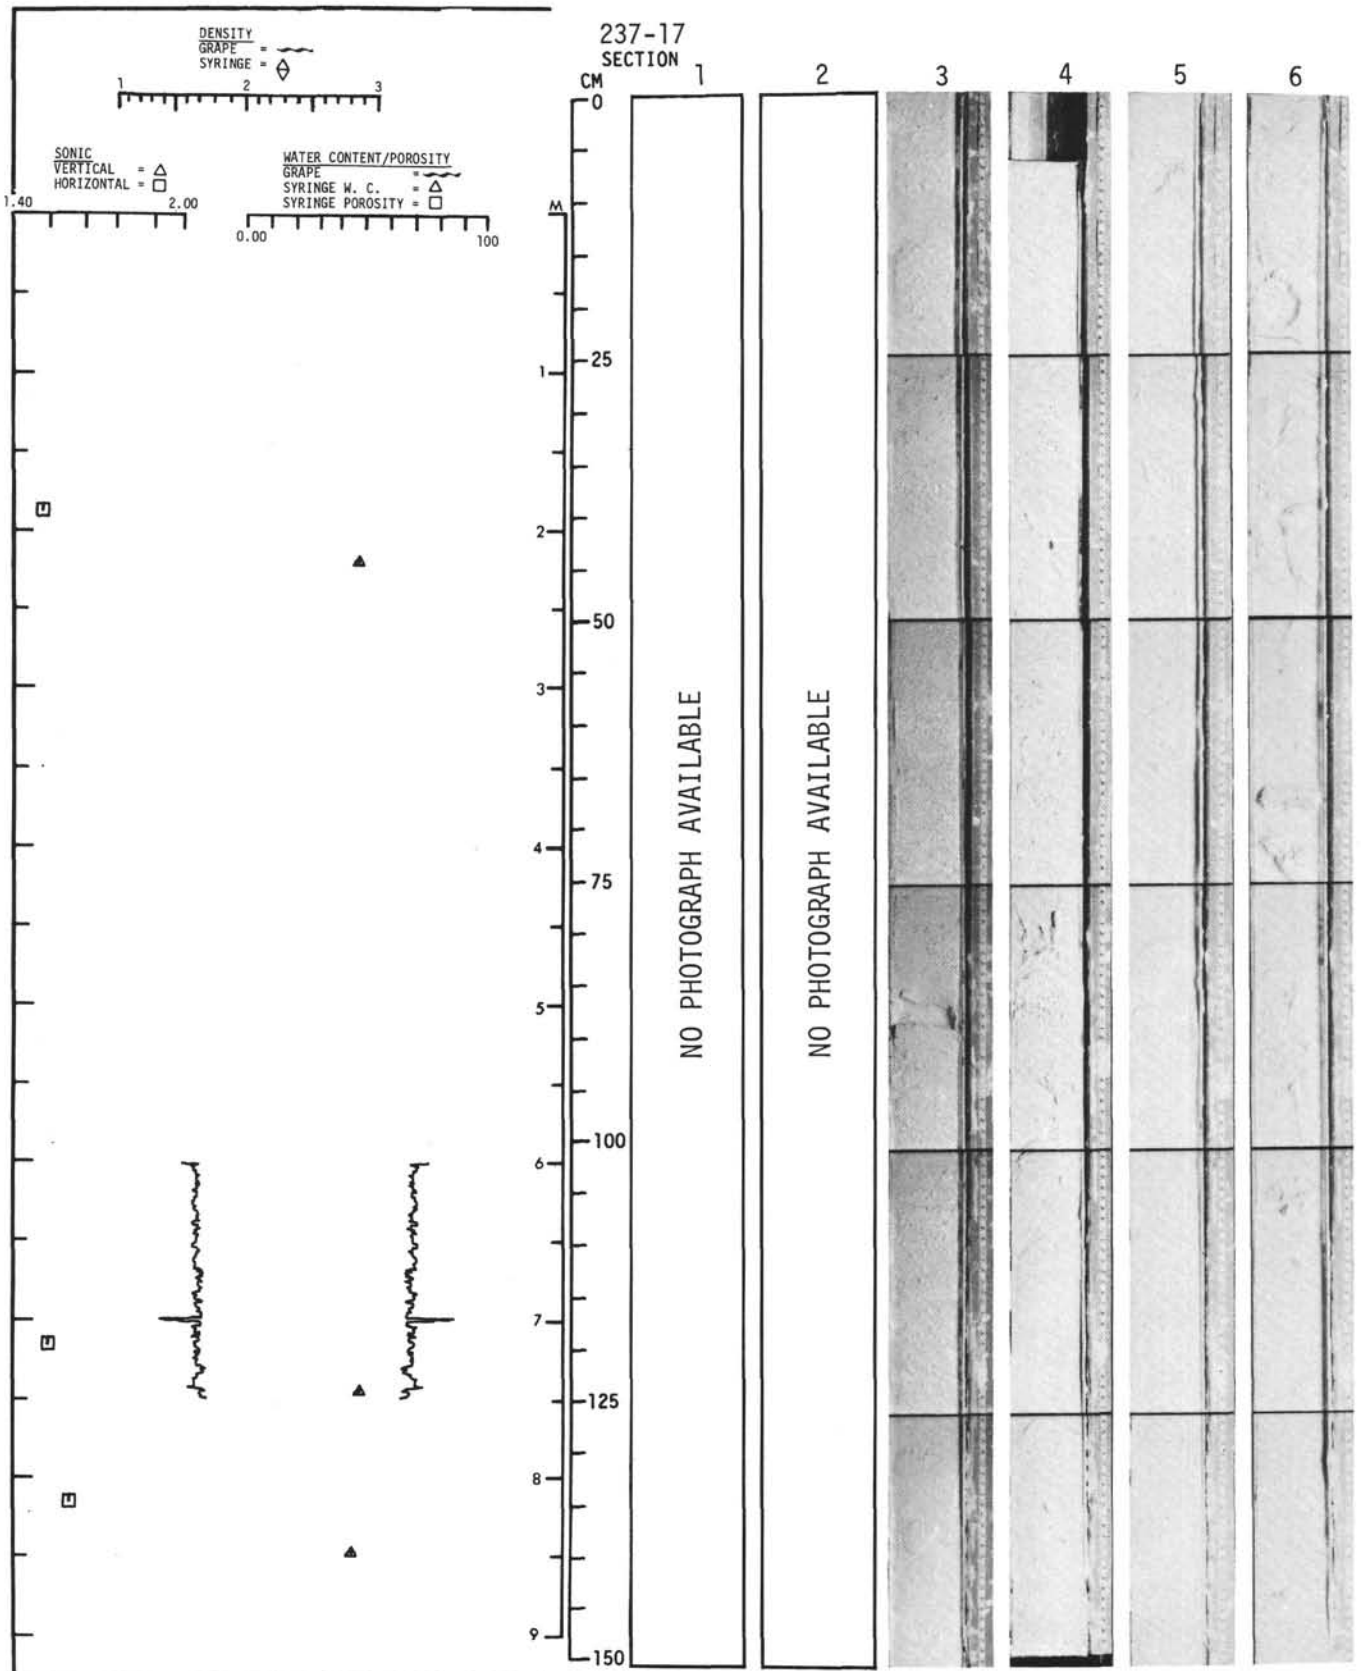 237-17
SECTION
1 2 3 4 5 6
DENSITY
GRAPE =
SYRINGE =
1 2 3
SONIC
VERTICAL =
HORIZONTAL =
1.40 2.00
WATER CONTENT/POROSITY
GRAPE =
SYRINGE W. C. =
SYRINGE POROSITY =
0.00 100
M
1
2
3
4
5
6
7
8
9
CM
0
25
50
75
100
125
150
NO PHOTOGRAPH AVAILABLE
NO PHOTOGRAPH AVAILABLE